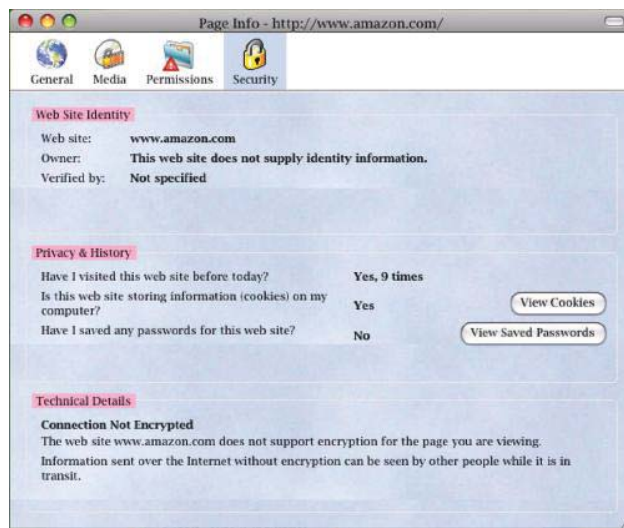 Page Info - http://www.amazon.com/
General Media Permissions Security
Web Site Identity
Web site: www.amazon.com
Owner: This web site does not supply identity information.
Verified by: Not specified
Privacy & History
Have I visited this web site before today? Yes, 9 times
Is this web site storing information (cookies) on my
computer? Yes View Cookies
Have I saved any passwords for this web site? No View Saved Passwords
Technical Details
Connection Not Encrypted
The web site www.amazon.com does not support encryption for the page you are viewing.
Information sent over the Internet without encryption can be seen by other people while it is in
transit.